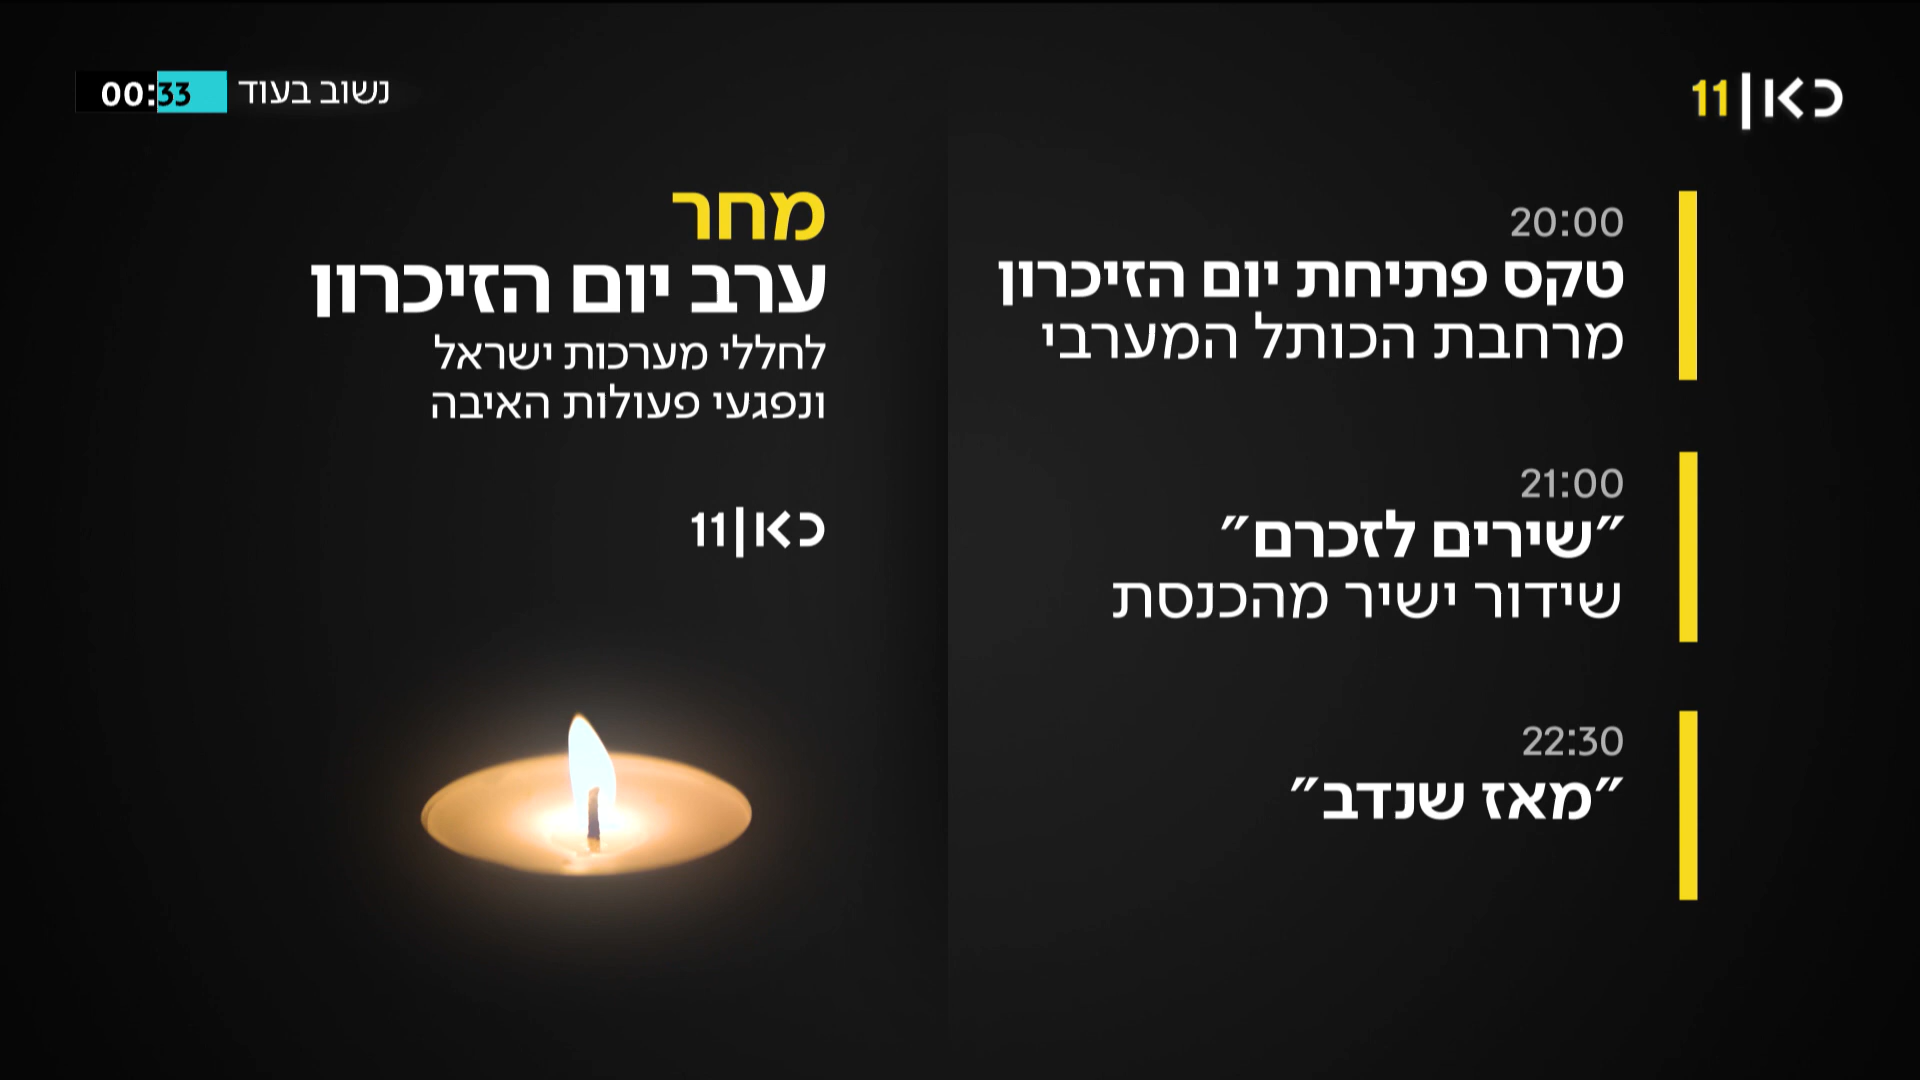 כאן|11
נשוב בעוד 00:33
20:00
טקס פתיחת יום הזיכרון
מרחבת הכותל המערבי
21:00
"שירים לזכרם"
שידור ישיר מהכנסת
22:30
"מאז שנדב"
מחר
ערב יום הזיכרון
לחללי מערכות ישראל
ונפגעי פעולות האיבה
כאן|11